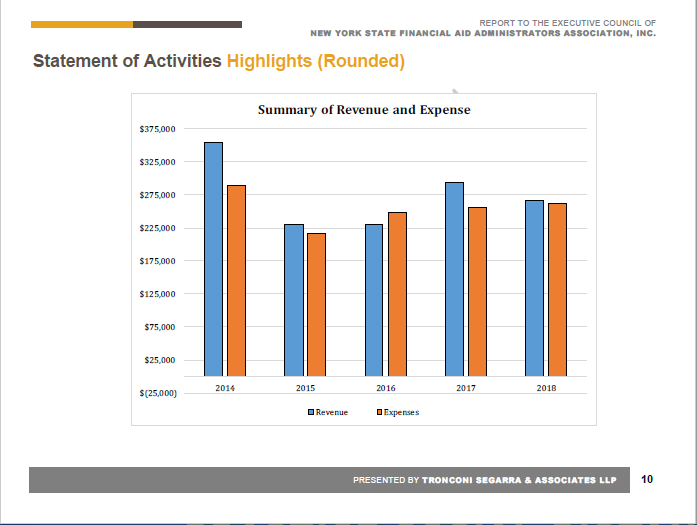 REPORT TO THE EXECUTIVE COUNCIL OF
NEW YORK STATE FINANCIAL AID ADMINISTRATORS ASSOCIATION, INC.
Statement of Activities Highlights (Rounded)
Summary of Revenue and Expense
$375,000
$325,000
$275,000
$225,000
$175,000
$125,000
$75,000
$25,000
$(25,000)
2014 2015 2016 2017 2018
Revenue Expenses
PRESENTED BY TRONCONI SEGARRA & ASSOCIATES LLP 10